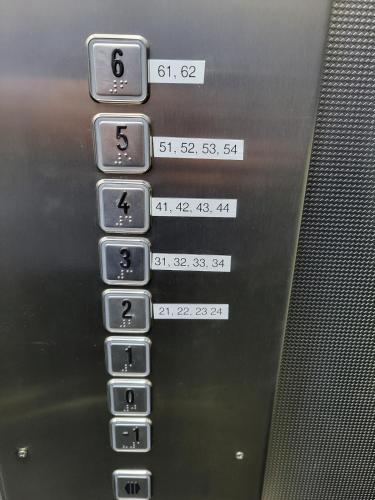 6 61, 62
5 51, 52, 53, 54
4 41, 42, 43, 44
3 31, 32, 33, 34
2 21, 22, 23 24
1
0
-1